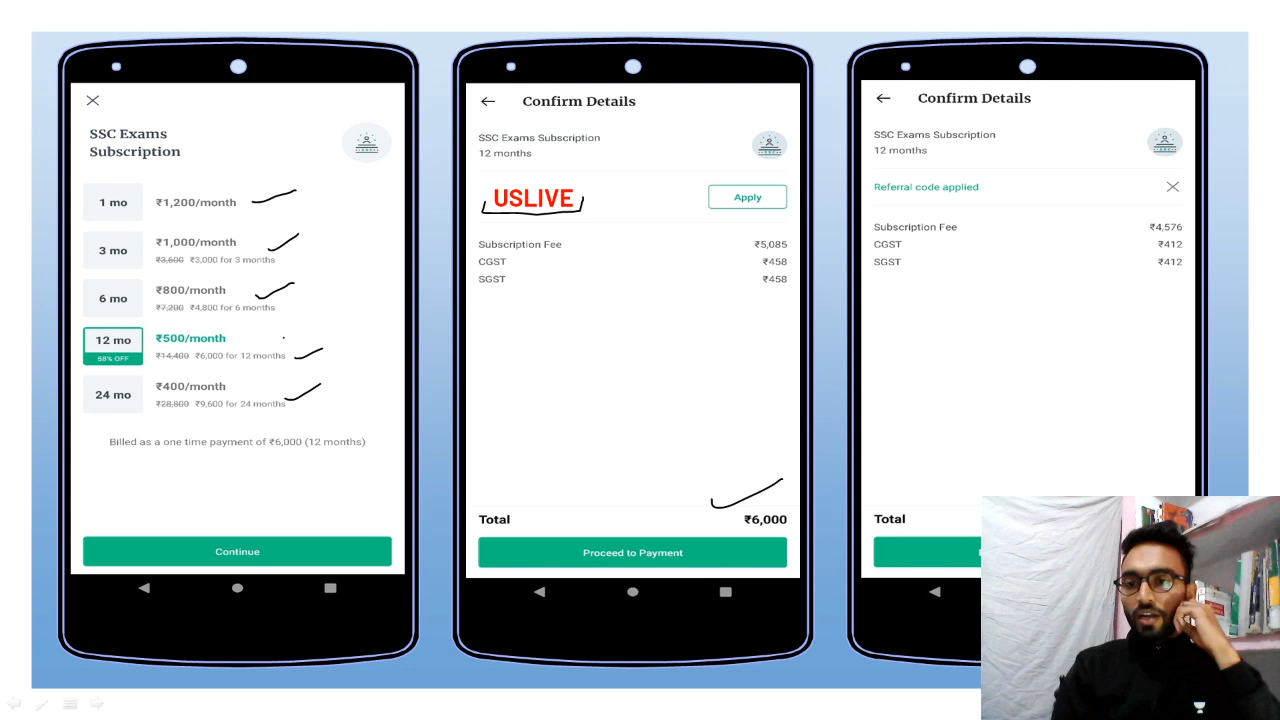 SSC Exams
Subscription
1 mo ₹1,200/month
3 mo ₹1,000/month
₹3,600 ₹3,000 for 3 months
6 mo ₹800/month
₹7,200 ₹4,800 for 6 months
12 mo ₹500/month
58% OFF ₹14,400 ₹6,000 for 12 months
24 mo ₹400/month
₹28,800 ₹9,600 for 24 months
Billed as a one time payment of ₹6,000 (12 months)
Continue
Confirm Details
SSC Exams Subscription
12 months
USLIVE Apply
Subscription Fee ₹5,085
CGST ₹458
SGST ₹458
Total ₹6,000
Proceed to Payment
Confirm Details
SSC Exams Subscription
12 months
Referral code applied
Subscription Fee ₹4,576
CGST ₹412
SGST ₹412
Total